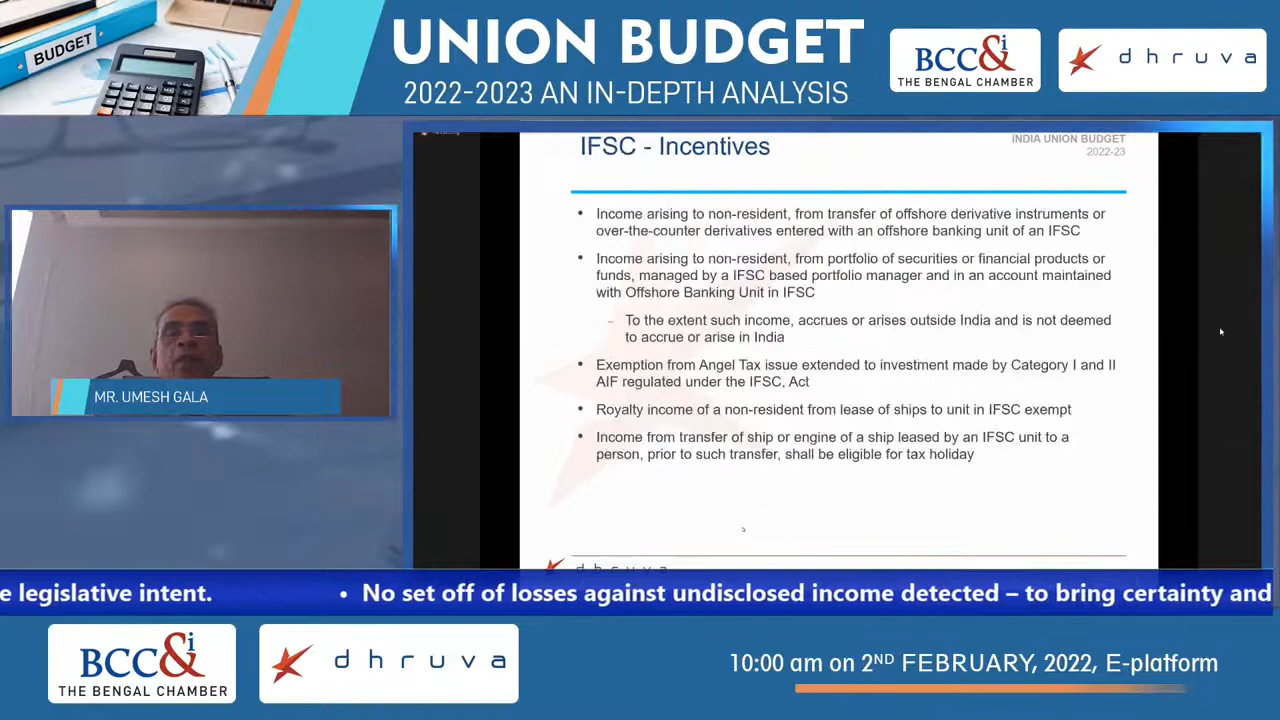 BUDGET
UNION BUDGET
2022-2023 AN IN-DEPTH ANALYSIS
BCC&i
THE BENGAL CHAMBER
dhruva
IFSC - Incentives
INDIA UNION BUDGET
2022-23
• Income arising to non-resident, from transfer of offshore derivative instruments or
over-the-counter derivatives entered with an offshore banking unit of an IFSC
• Income arising to non-resident, from portfolio of securities or financial products or
funds, managed by a IFSC based portfolio manager and in an account maintained
with Offshore Banking Unit in IFSC
– To the extent such income, accrues or arises outside India and is not deemed
to accrue or arise in India
• Exemption from Angel Tax issue extended to investment made by Category I and II
AIF regulated under the IFSC, Act
• Royalty income of a non-resident from lease of ships to unit in IFSC exempt
• Income from transfer of ship or engine of a ship leased by an IFSC unit to a
person, prior to such transfer, shall be eligible for tax holiday
dhruva
MR. UMESH GALA
e legislative intent. • No set off of losses against undisclosed income detected – to bring certainty and
BCC&i
THE BENGAL CHAMBER
dhruva
10:00 am on 2ND FEBRUARY, 2022, E-platform